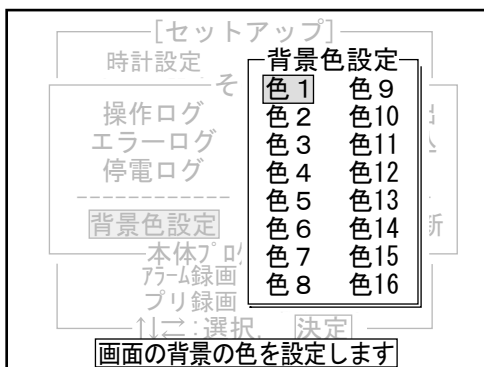 [セットアップ]
時計設定
そ
操作ログ
エラーログ
停電ログ
背景色設定
本体ﾌﾟﾛｸﾞ
ｱﾗｰﾑ録画
プリ録画
↑↓⇄:選択, 決定
背景色設定
色１ 色９
色２ 色10
色３ 色11
色４ 色12
色５ 色13
色６ 色14
色７ 色15
色８ 色16
断
画面の背景の色を設定します